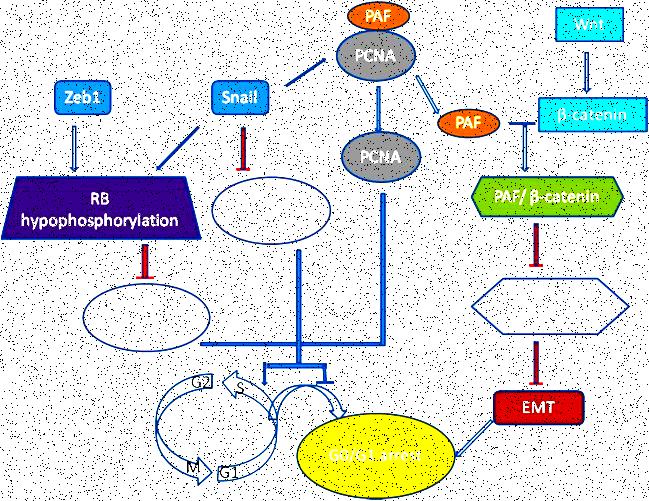 PAF
Wnt
PCNA
Zeb1
Snail
PAF
β-catenin
PCNA
RB
hypophosphorylation
PAF/ β-catenin
G2
S
EMT
G0/G1 arrest
M
G1